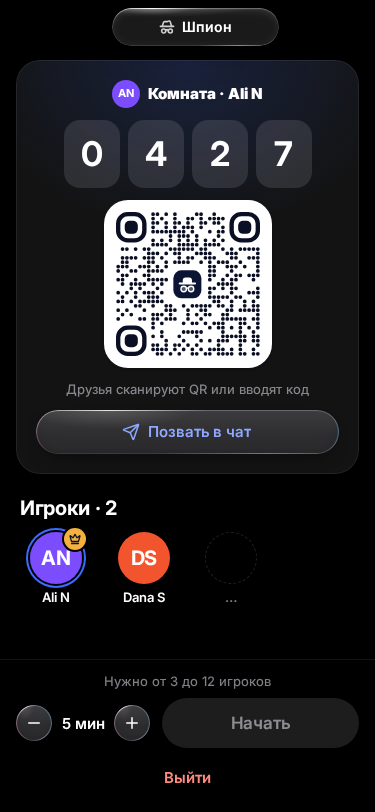 Шпион
AN Комната · Ali N
0 4 2 7
Друзья сканируют QR или вводят код
Позвать в чат
Игроки · 2
AN DS
Ali N Dana S ...
Нужно от 3 до 12 игроков
− 5 мин + Начать
Выйти